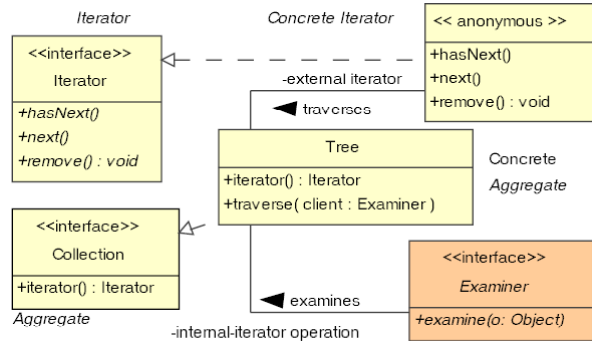 Iterator
Concrete Iterator
<< anonymous >>
+hasNext()
+next()
+remove() : void
<<interface>>
Iterator
+hasNext()
+next()
+remove() : void
-external iterator
traverses
Tree
+iterator() : Iterator
+traverse( client : Examiner )
Concrete
Aggregate
<<interface>>
Collection
+iterator() : Iterator
Aggregate
<<interface>>
Examiner
+examine(o: Object)
examines
-internal-iterator operation